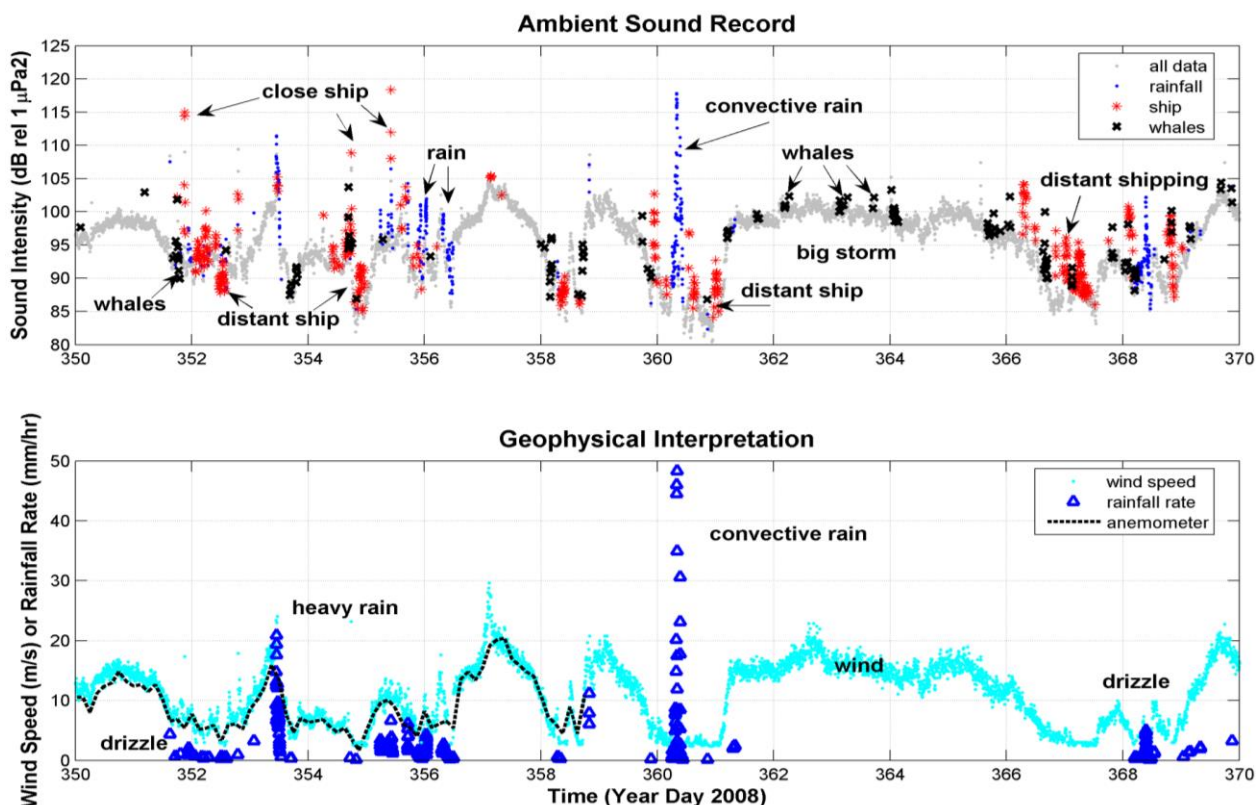 Ambient Sound Record
Sound Intensity (dB rel 1 μPa2)
125
120
115
110
105
100
95
90
85
80
close ship
rain
convective rain
whales
distant shipping
big storm
whales
distant ship
distant ship
all data
rainfall
ship
whales
350
352
354
356
358
360
362
364
366
368
370
Geophysical Interpretation
Wind Speed (m/s) or Rainfall Rate (mm/hr)
50
40
30
20
10
0
wind speed
rainfall rate
anemometer
convective rain
heavy rain
wind
drizzle
drizzle
350
352
354
356
358
360
362
364
366
368
370
Time (Year Day 2008)